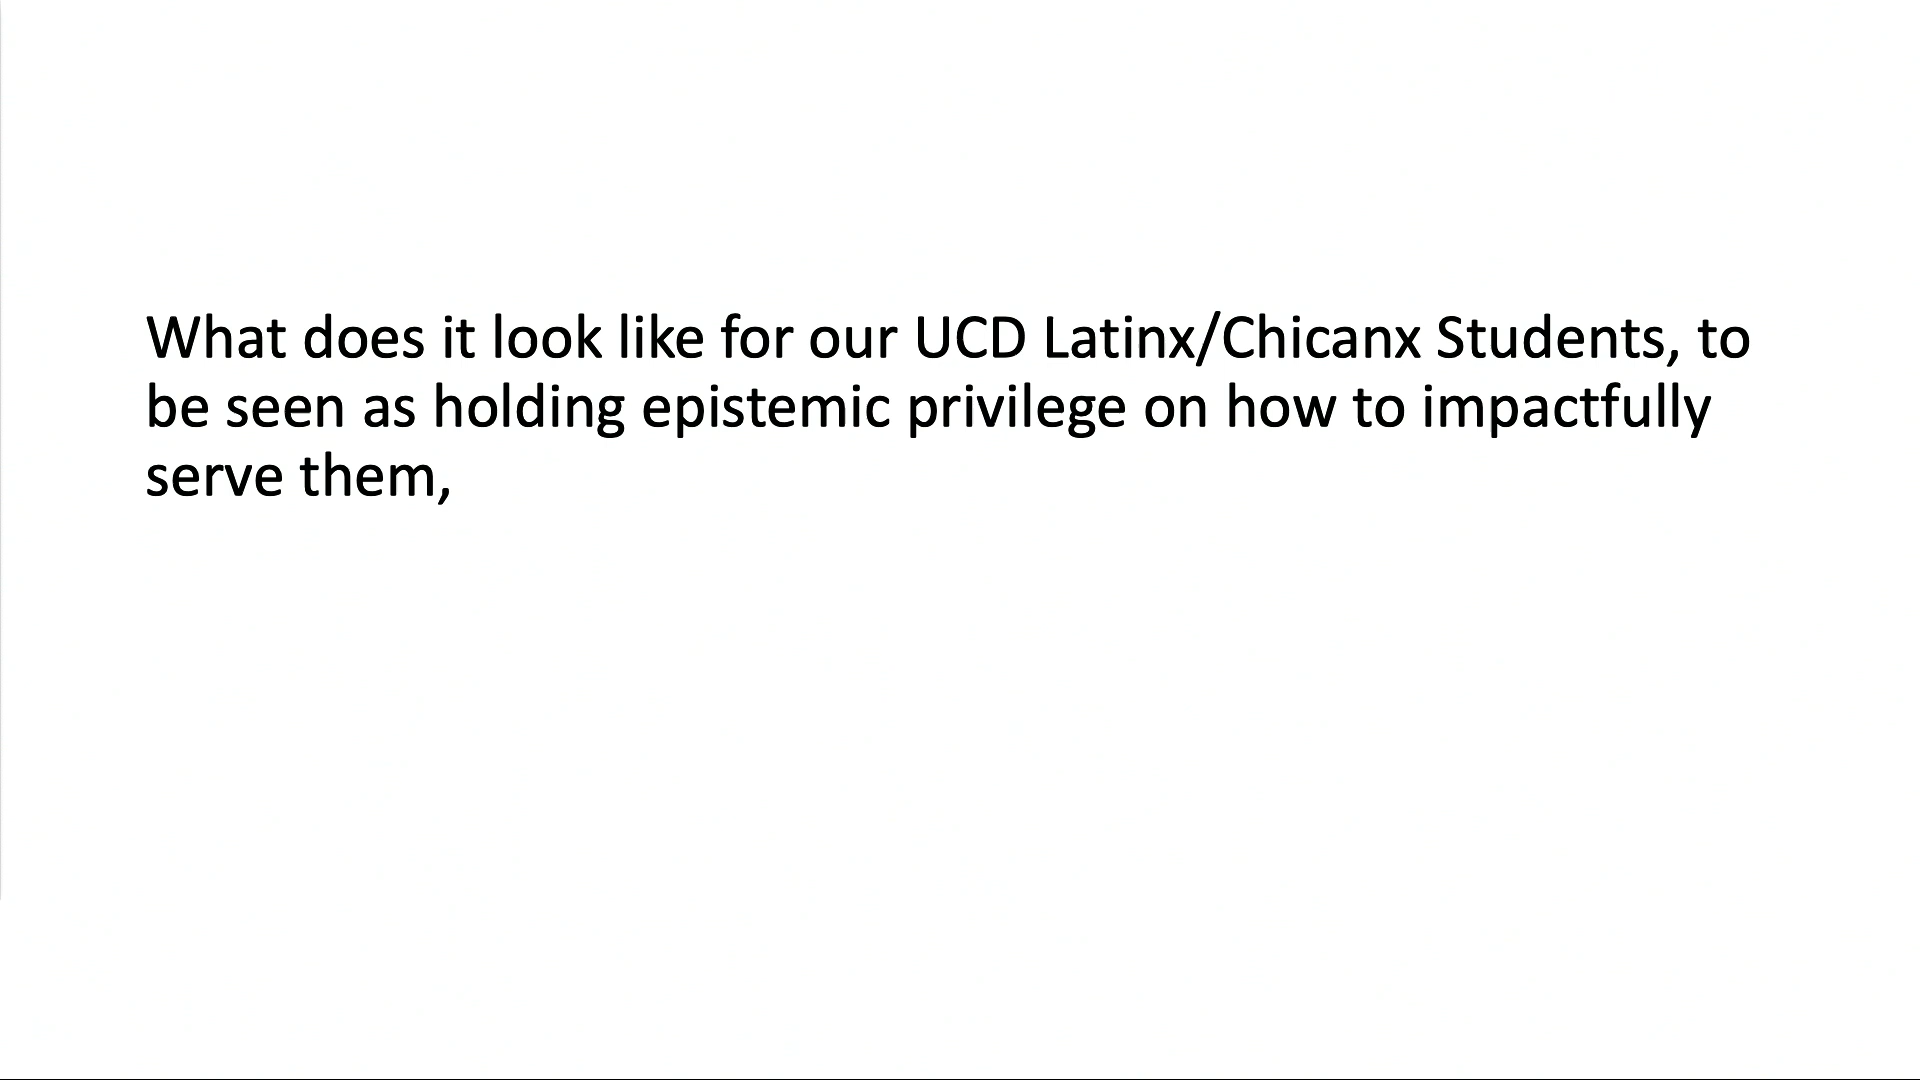 What does it look like for our UCD Latinx/Chicanx Students, to
be seen as holding epistemic privilege on how to impactfully
serve them,